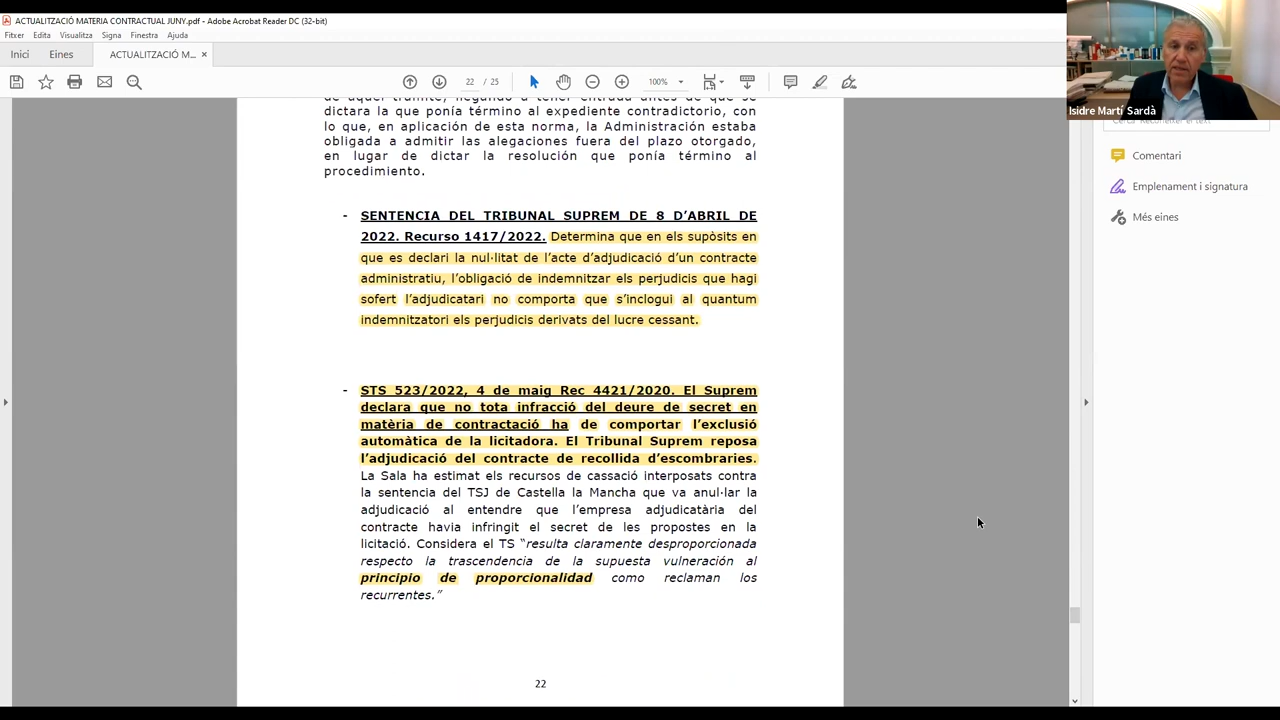 ACTUALITZACIÓ MATERIA CONTRACTUAL JUNY.pdf - Adobe Acrobat Reader DC (32-bit)
Fitxer Edita Visualitza Signa Finestra Ajuda
Inici Eines ACTUALITZACIÓ M... ×
22 / 25 100%
Isidre Martí Sardà
Comentari
Emplenament i signatura
Més eines
de aquel trámite, llegando a tener entrada antes de que se
dictara la que ponía término al expediente contradictorio, con
lo que, en aplicación de esta norma, la Administración estaba
obligada a admitir las alegaciones fuera del plazo otorgado,
en lugar de dictar la resolución que ponía término al
procedimiento.
- SENTENCIA DEL TRIBUNAL SUPREM DE 8 D’ABRIL DE
2022. Recurso 1417/2022. Determina que en els supòsits en
que es declari la nul·litat de l’acte d’adjudicació d’un contracte
administratiu, l’obligació de indemnitzar els perjudicis que hagi
sofert l’adjudicatari no comporta que s’inclogui al quantum
indemnitzatori els perjudicis derivats del lucre cessant.
- STS 523/2022, 4 de maig Rec 4421/2020. El Suprem
declara que no tota infracció del deure de secret en
matèria de contractació ha de comportar l’exclusió
automàtica de la licitadora. El Tribunal Suprem reposa
l’adjudicació del contracte de recollida d’escombraries.
La Sala ha estimat els recursos de cassació interposats contra
la sentencia del TSJ de Castella la Mancha que va anul·lar la
adjudicació al entendre que l’empresa adjudicatària del
contracte havia infringit el secret de les propostes en la
licitació. Considera el TS “resulta claramente desproporcionada
respecto la trascendencia de la supuesta vulneración al
principio de proporcionalidad como reclaman los
recurrentes.”
22